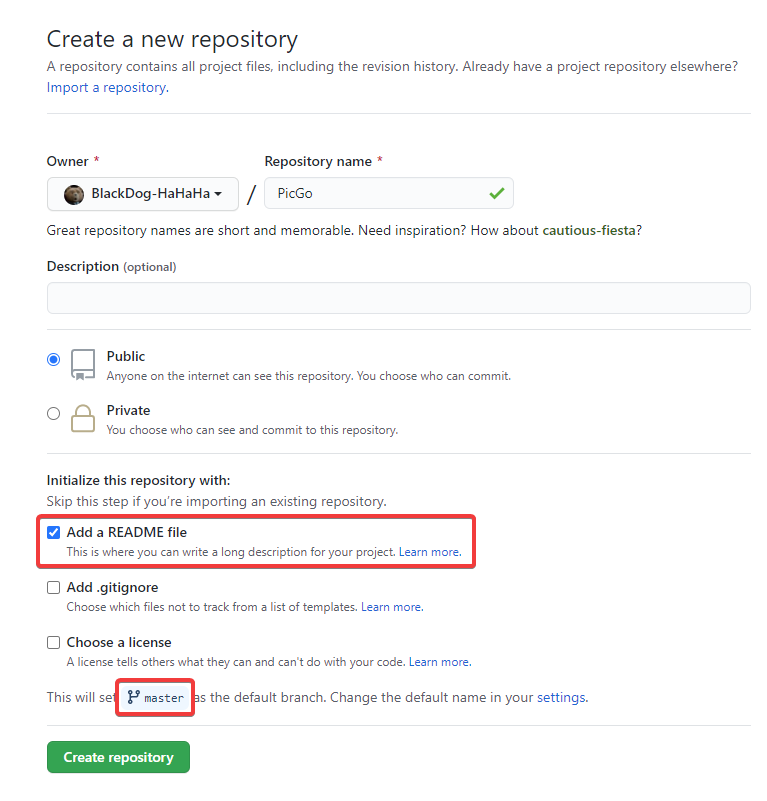 Create a new repository
A repository contains all project files, including the revision history. Already have a project repository elsewhere?
Import a repository.
Owner * Repository name *
BlackDog-HaHaHa / PicGo
Great repository names are short and memorable. Need inspiration? How about cautious-fiesta?
Description (optional)
Public
Anyone on the internet can see this repository. You choose who can commit.
Private
You choose who can see and commit to this repository.
Initialize this repository with:
Skip this step if you're importing an existing repository.
Add a README file
This is where you can write a long description for your project. Learn more.
Add .gitignore
Choose which files not to track from a list of templates. Learn more.
Choose a license
A license tells others what they can and can't do with your code. Learn more.
This will set master as the default branch. Change the default name in your settings.
Create repository